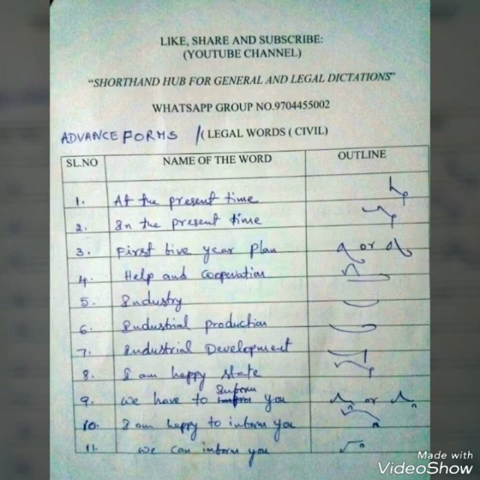 LIKE, SHARE AND SUBSCRIBE:
(YOUTUBE CHANNEL)
“SHORTHAND HUB FOR GENERAL AND LEGAL DICTATIONS”
WHATSAPP GROUP NO.9704455002
ADVANCE FORMS /(LEGAL WORDS ( CIVIL)
SL.NO NAME OF THE WORD OUTLINE
1. At the present time
2. In the present time
3. First five year plan or
4. Help and Cooperation
5. Industry
6. Industrial production
7. Industrial Development
8. I am happy state
9. We have to Inform you or
10. I am happy to inform you
11. We can inform you
Made with
VideoShow